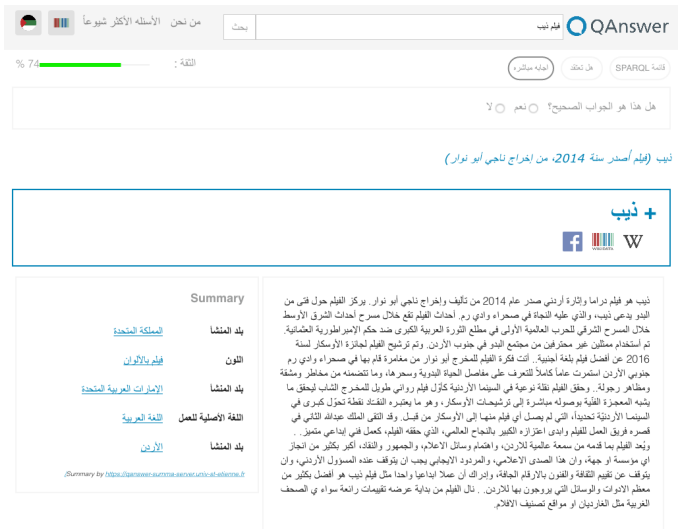 QAnswer
فيلم ذيب
بحث
الأسئله الأكثر شيوعاً
من نحن
قائمة SPARQL
هل تعتقد
اجابه مباشره
الثقة :
74 %
هل هذا هو الجواب الصحيح؟ نعم لا
ذيب (فيلم أُصدر سنة 2014، من إخراج ناجي أبو نوار)
+ ذيب
W
WIKIDATA
f
ذيب هو فيلم دراما وإثارة أردني صدر عام 2014 من تأليف وإخراج ناجي أبو نوار. يركز الفيلم حول فتى من
البدو يدعى ذيب، والذي عليه النجاة في صحراء وادي رم. أحداث الفيلم تقع خلال مسرح أحداث الشرق الأوسط
خلال المسرح الشرقي للحرب العالمية الأولى في مطلع الثورة العربية الكبرى ضد حكم الإمبراطورية العثمانية.
تم أستخدام ممثلين غير محترفين من مجتمع البدو في جنوب الأردن. وتم ترشيح الفيلم لجائزة الأوسكار لسنة
2016 عن أفضل فيلم بلغة أجنبية.. أتت فكرة الفيلم للمخرج أبو نوار من مغامرة قام بها في صحراء وادي رم
جنوبي الأردن استمرت عاماً كاملاً للتعرف على مفاصل الحياة البدوية وسحرها، وما تتضمنه من مخاطر ومشقة
ومظاهر رجولة.. وحقق الفيلم نقلة نوعية في السينما الأردنية كأول فيلم روائي طويل للمخرج الشاب ليحقق ما
يشبه المعجزة الفنّية بوصوله مباشرة إلى ترشيحات الأوسكار، وهو ما يعتبره النقاد نقطة تحوّل كبرى في
السينما الأردنيّة تحديداً، التي لم يصل أي فيلم منها إلى الأوسكار من قبل. وقد التقى الملك عبدالله الثاني في
قصره فريق العمل للفيلم وابدى اعتزازه الكبير بالنجاح العالمي، الذي حققه الفيلم، كعمل فني إبداعي متميز. .
ويُعد الفيلم بما قدمه من سمعة عالمية للاردن، واهتمام وسائل الاعلام، والجمهور والنقاد، أكبر بكثير من انجاز
اي مؤسسة او جهة، وان هذا الصدى الاعلامي، والمردود الايجابي يجب ان يتوقف عنده المسؤول الأردني، وان
يتوقف عن تقييم الثقافة والفنون بالارقام الجافة، وإدراك أن عملا ابداعيا واحدا مثل فيلم ذيب هو أفضل بكثير من
معظم الادوات والوسائل التي يروجون بها للاردن. . نال الفيلم من بداية عرضه تقييمات رائعة سواء ي الصحف
الغربية مثل الغارديان او مواقع تصنيف الافلام.
Summary
بلد المنشأ المملكة المتحدة
اللون فيلم بالألوان
بلد المنشأ الإمارات العربية المتحدة
اللغة الأصلية للعمل اللغة العربية
بلد المنشأ الأردن
/Summary by https://qanswer-summa-server.univ-st-etienne.fr